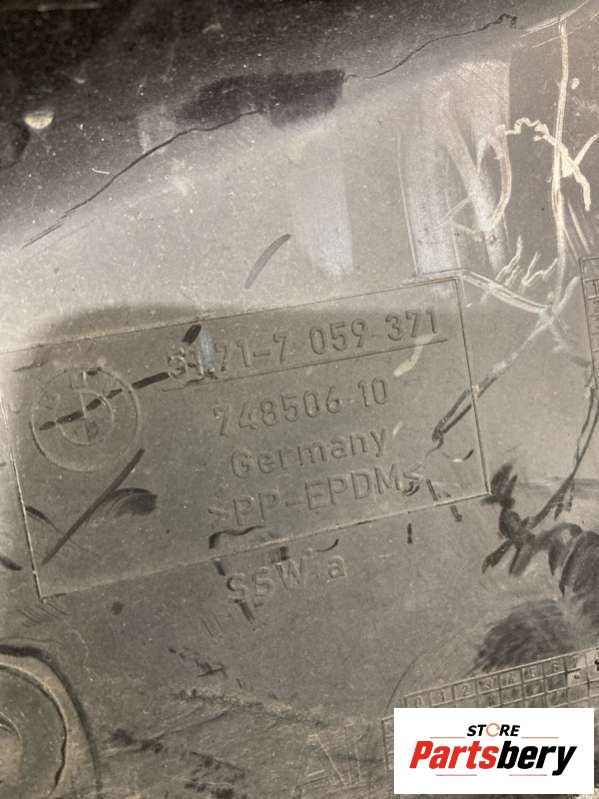 51.71-7 059 371
748506 10
Germany
>PP-EPDM<
SSW a
STORE
Partsbery